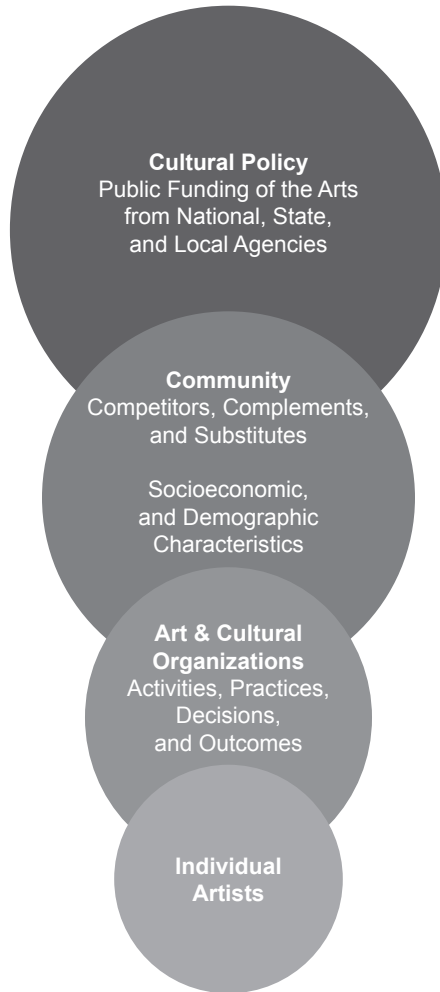 Cultural Policy
Public Funding of the Arts
from National, State,
and Local Agencies
Community
Competitors, Complements,
and Substitutes
Socioeconomic,
and Demographic
Characteristics
Art & Cultural
Organizations
Activities, Practices,
Decisions,
and Outcomes
Individual
Artists